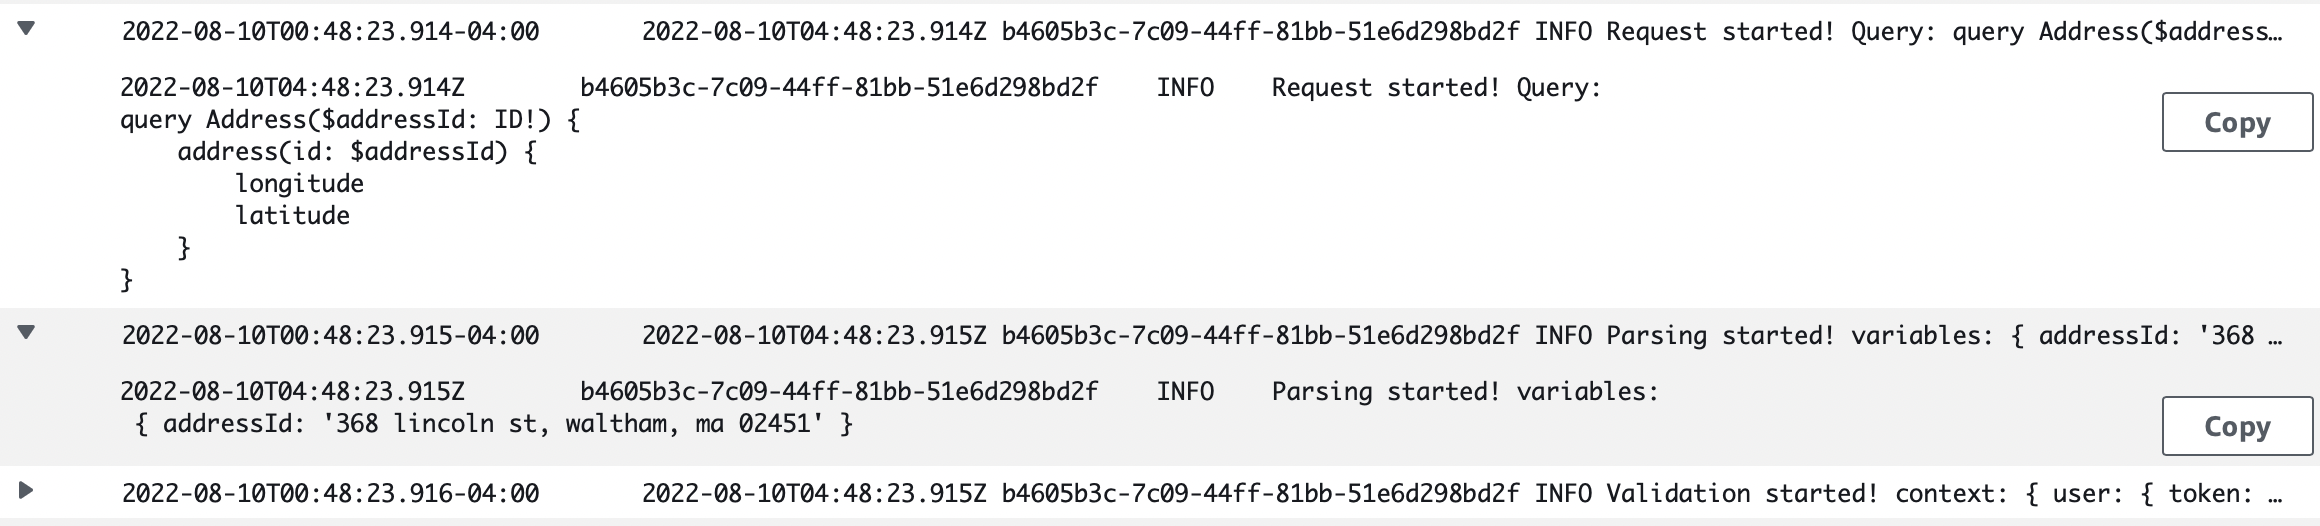 2022-08-10T00:48:23.914-04:00 2022-08-10T04:48:23.914Z b4605b3c-7c09-44ff-81bb-51e6d298bd2f INFO Request started! Query: query Address($address…
2022-08-10T04:48:23.914Z b4605b3c-7c09-44ff-81bb-51e6d298bd2f INFO Request started! Query:
Copy
query Address($addressId: ID!) {
    address(id: $addressId) {
        longitude
        latitude
    }
}
2022-08-10T00:48:23.915-04:00 2022-08-10T04:48:23.915Z b4605b3c-7c09-44ff-81bb-51e6d298bd2f INFO Parsing started! variables: { addressId: '368 …
2022-08-10T04:48:23.915Z b4605b3c-7c09-44ff-81bb-51e6d298bd2f INFO Parsing started! variables:
{ addressId: '368 lincoln st, waltham, ma 02451' }
Copy
2022-08-10T00:48:23.916-04:00 2022-08-10T04:48:23.915Z b4605b3c-7c09-44ff-81bb-51e6d298bd2f INFO Validation started! context: { user: { token: …